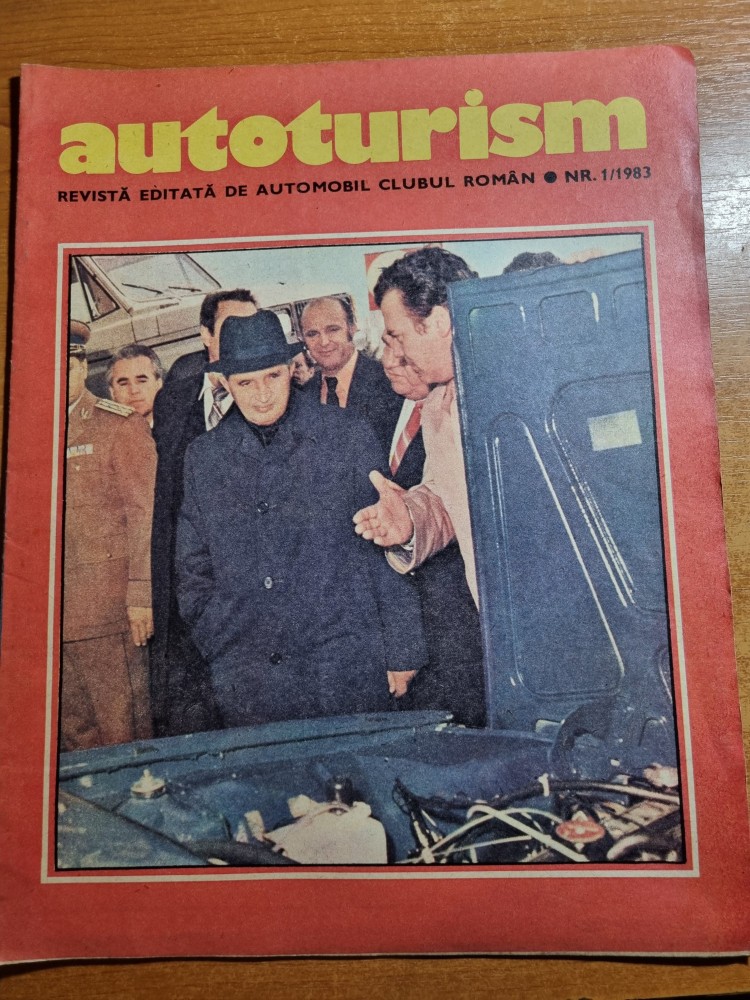 autoturism
REVISTĂ EDITATĂ DE AUTOMOBIL CLUBUL ROMÂN ● NR. 1/1983